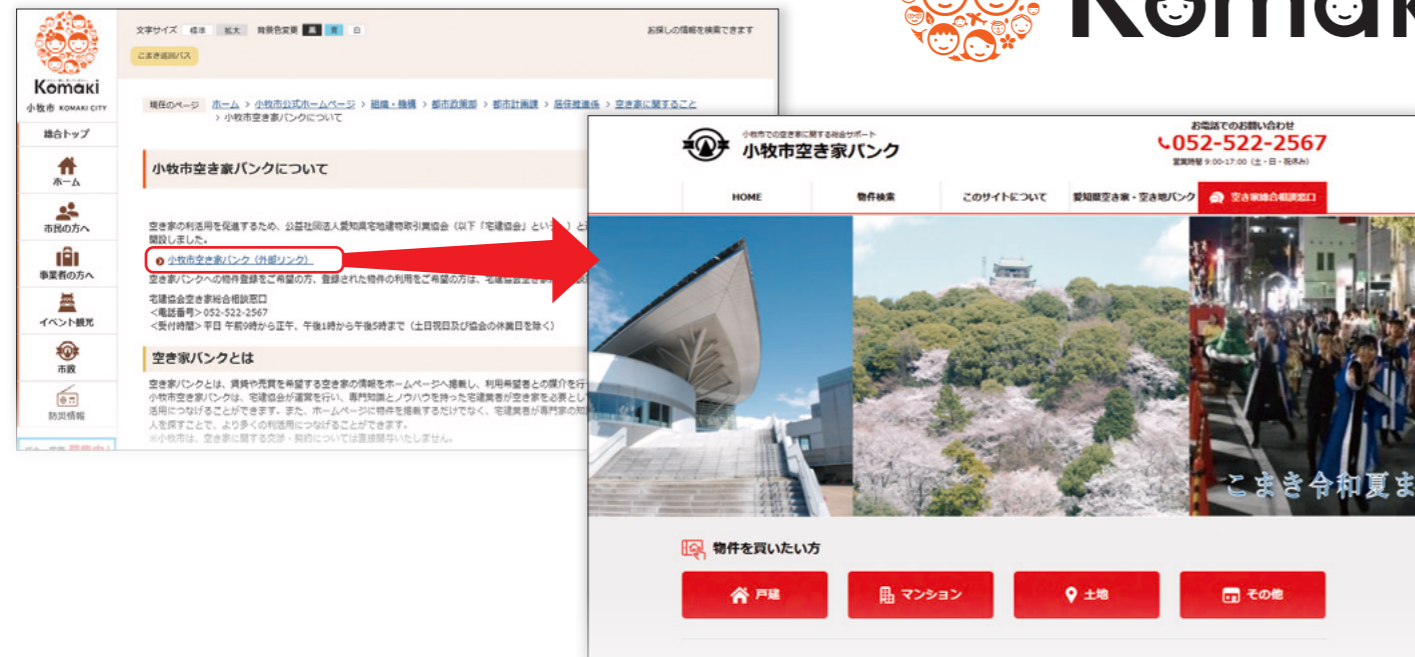 Komaki
小牧市 KOMAKI CITY
総合トップ
ホーム
市民の方へ
事業者の方へ
イベント観光
市政
防災情報
文字サイズ 標準 拡大 背景色変更 黒 青 白
お探しの情報を検索できます
こまき巡回バス
現在のページ ホーム > 小牧市公式ホームページ > 組織・機構 > 都市政策部 > 都市計画課 > 居住推進係 > 空き家に関すること
> 小牧市空き家バンクについて
小牧市空き家バンクについて
空き家の利活用を促進するため、公益社団法人愛知県宅地建物取引業協会（以下「宅建協会」とい
開設しました。
小牧市空き家バンク（外部リンク）
空き家バンクへの物件登録をご希望の方、登録された物件の利用をご希望の方は、宅建協会
宅建協会空き家総合相談窓口
<電話番号> 052-522-2567
<受付時間> 平日 午前9時から正午、午後1時から午後5時まで（土日祝日及び協会の休業日を除く）
空き家バンクとは
空き家バンクとは、賃貸や売買を希望する空き家の情報をホームページへ掲載し、利用希望者との媒介を行
小牧市空き家バンクは、宅建協会が運営を行い、専門知識とノウハウを持った宅建業者が空き家を必要とし
活用につなげることができます。また、ホームページに物件を掲載するだけでなく、宅建業者が専門家の知
人を探すことで、より多くの利活用につなげることができます。
※小牧市は、空き家に関する交渉・契約については直接関与いたしません。
Komak
小牧市での空き家に関する総合サポート
小牧市空き家バンク
お電話でのお問い合わせ
052-522-2567
営業時間 9:00-17:00（土・日・祝休み）
HOME 物件検索 このサイトについて 愛知県空き家・空き地バンク 空き家総合相談窓口
こまき令和夏ま
物件を買いたい方
戸建 マンション 土地 その他